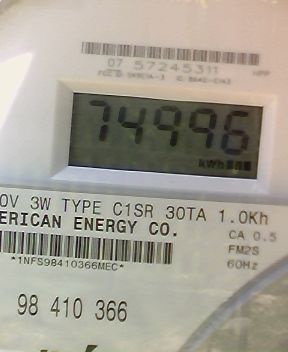 07 57245311
74996
kWh
0V 3W TYPE C1SR 30TA 1.0Kh
ERICAN ENERGY CO.
CA 0.5
FM2S
60Hz
*1NFS98410366MEC*
98 410 366